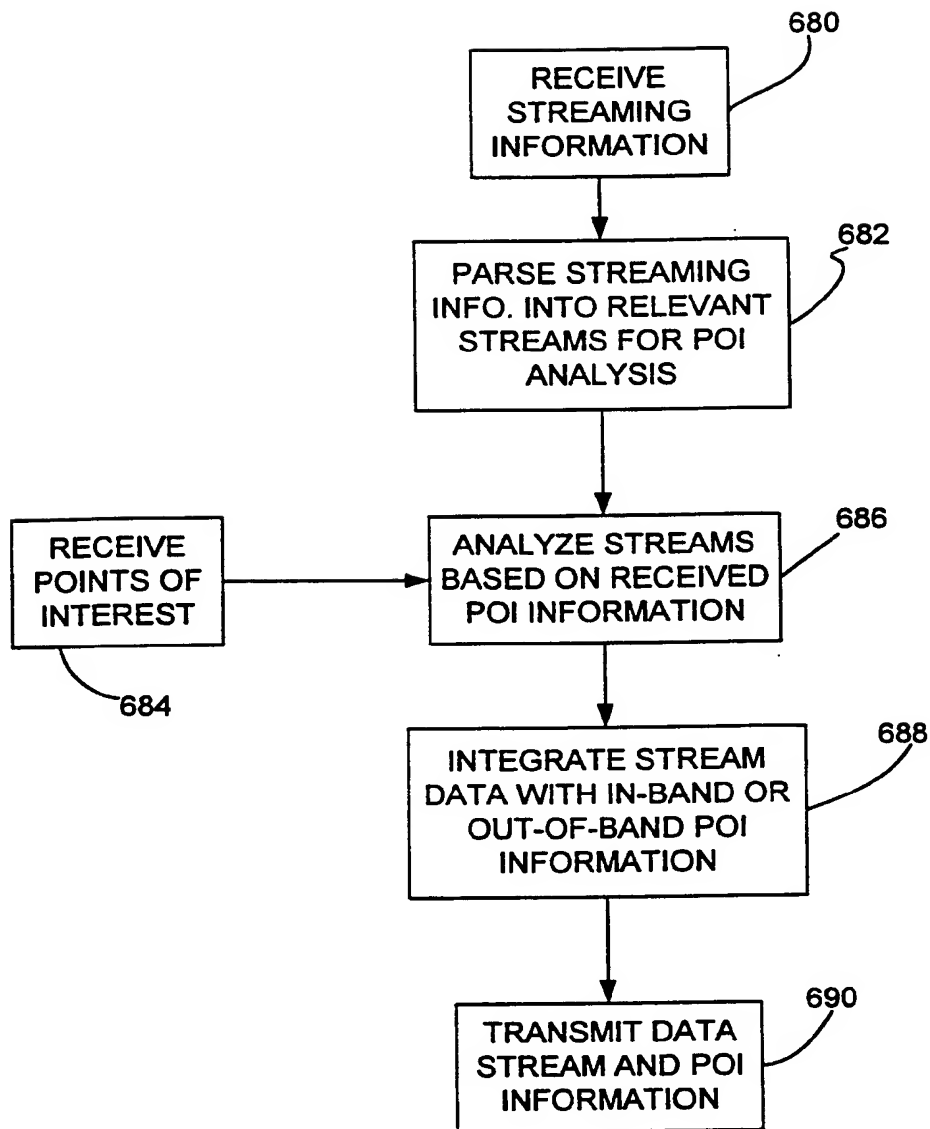 680
RECEIVE
STREAMING
INFORMATION
682
PARSE STREAMING
INFO. INTO RELEVANT
STREAMS FOR POI
ANALYSIS
RECEIVE
POINTS OF
INTEREST
684
686
ANALYZE STREAMS
BASED ON RECEIVED
POI INFORMATION
688
INTEGRATE STREAM
DATA WITH IN-BAND OR
OUT-OF-BAND POI
INFORMATION
690
TRANSMIT DATA
STREAM AND POI
INFORMATION